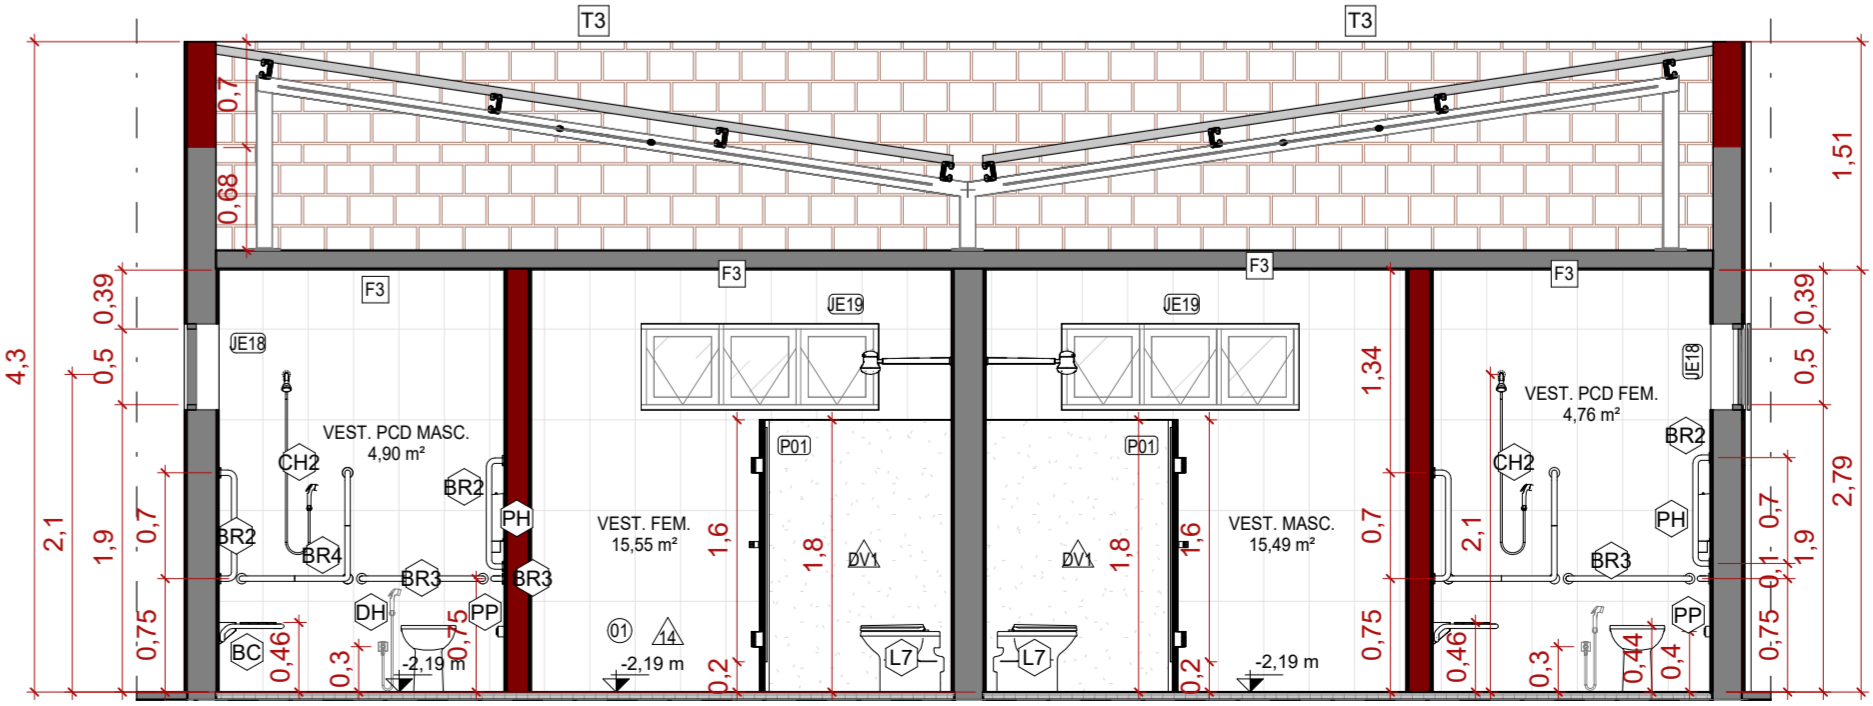 T3
T3
0,7
0,68
1,51
4,3
0,39
0,5
2,1
1,9
0,7
0,75
F3
F3
F3
F3
JE18
JE19
JE19
JE18
VEST. PCD MASC.
4,90 m²
CH2
BR2
BR4
BR2
PH
BR3
BR3
DH
PP
BC
0,46
0,3
0,75
-2,19 m
VEST. FEM.
15,55 m²
01
14
-2,19 m
P01
1,6
1,8
0,2
DV1
L7
P01
DV1
L7
1,8
1,6
0,2
VEST. MASC.
15,49 m²
-2,19 m
1,34
0,7
0,75
VEST. PCD FEM.
4,76 m²
CH2
2,1
BR2
PH
BR3
PP
0,46
0,3
0,44
0,4
0,39
0,5
0,7
0,1
1,9
0,75
2,79